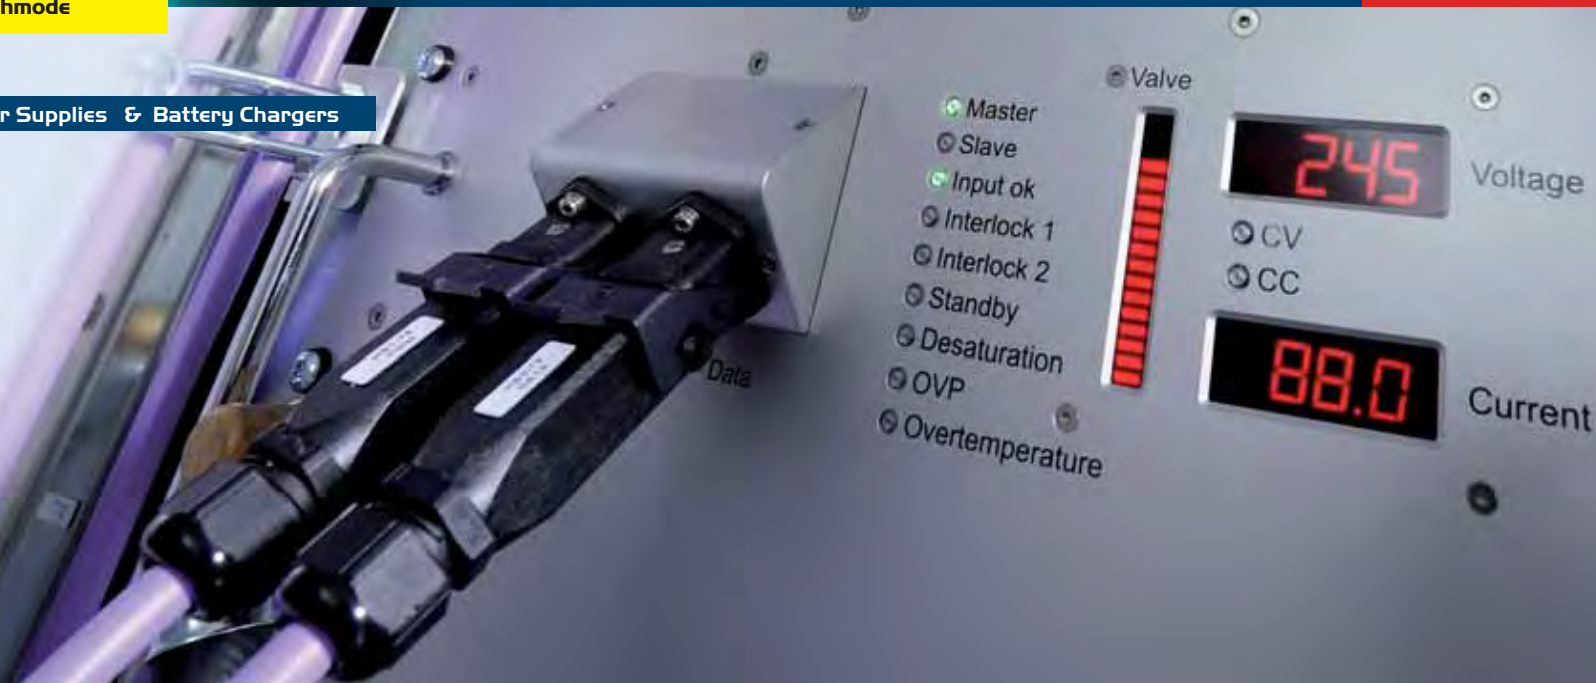 hmode
r Supplies & Battery Chargers
Valve
Master
Slave
Input ok
Interlock 1
Interlock 2
Standby
Desaturation
OVP
Overtemperature
245
Voltage
CV
CC
88.0
Current
Data